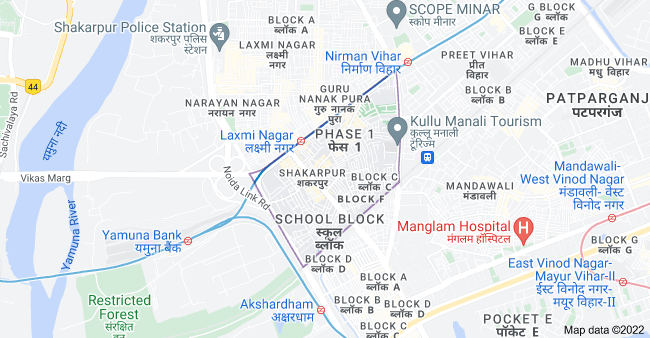 BLOCK A
ब्लॉक ए
SCOPE MINAR
स्कोप मीनार
BLOCK E
G BLOCK E
ब्लॉक ई
Shakarpur Police Station
शकरपुर पुलिस
स्टेशन
LAXMI NAGAR
लक्ष्मी
नगर
Nirman Vihar
निर्माण विहार
PREET VIHAR
प्रीत
विहार
MADHU VIHAR
मधु विहार
44
Sachivalaya Rd
यमुना नदी
GURU
NANAK PURA
गुरु नानक
पुरा
BLOCK B
ब्लॉक B
PATPARGANJ
पटपरगंज
NARAYAN NAGAR
नारायन नगर
Laxmi Nagar
लक्ष्मी नगर
PHASE 1
फेस 1
Kullu Manali Tourism
कुल्लू मनाली
टूरिज्म
Vikas Marg
Noida Link Rd
SHAKARPUR
शकरपुर
BLOCK C
ब्लॉक C
BLOCK F
MANDAWALI
मंडावली
Mandawali-
West Vinod Nagar
मंडावली- वेस्ट
विनोद नगर
Yamuna River
Yamuna Bank
यमुना बैंक
SCHOOL BLOCK
स्कूल
ब्लॉक
Manglam Hospital
मंगलम हॉस्पिटल
H
BLOCK G
ब्लॉक G
BLOCK D
ब्लॉक D
BLOCK A
ब्लॉक A
East Vinod Nagar-
Mayur Vihar-II
ईस्ट विनोद नगर-
मयूर विहार-II
Restricted
Forest
संरक्षित
वन
Akshardham
अक्षरधाम
BLOCK B
ब्लॉक B
BLOCK D
ब्लॉक D
BLOCK C
ब्लॉक C
POCKET E
पॉकेट E
Map data ©2022